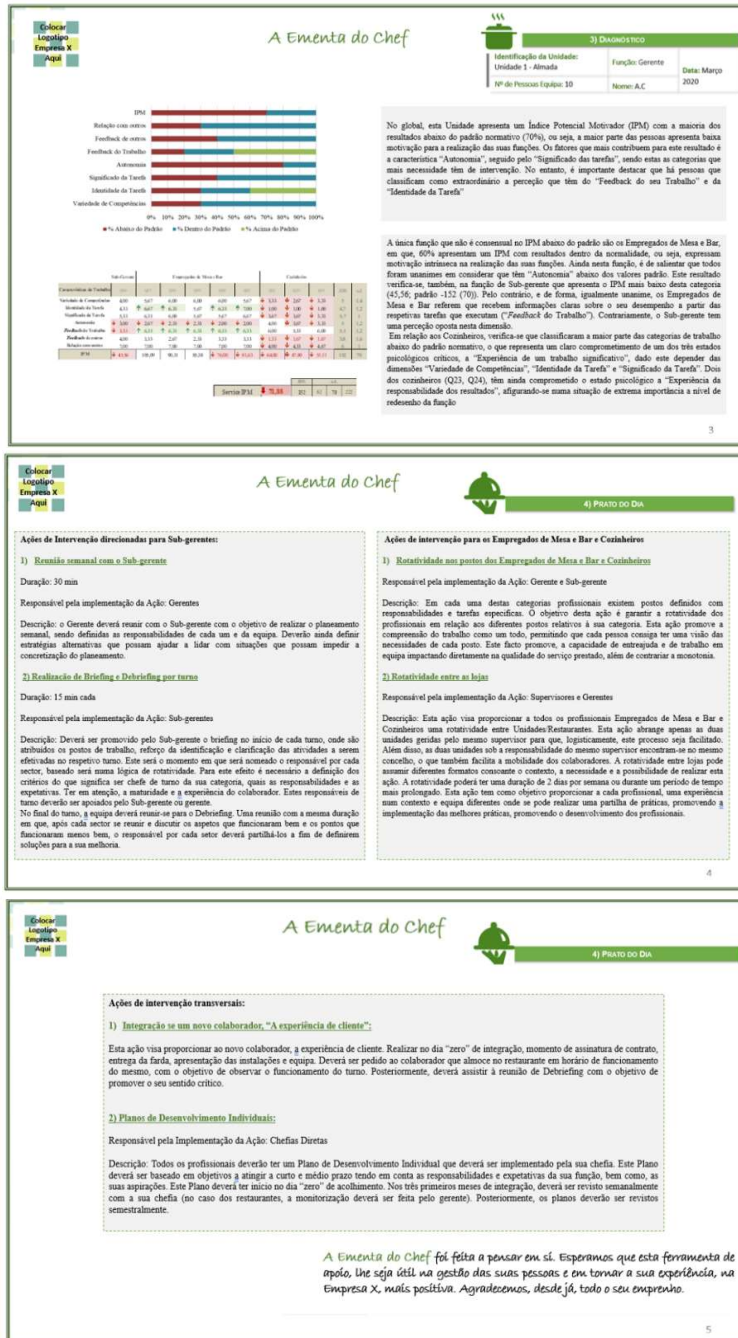 Colocar
Logotipo
Empresa X
Aqui
A Ementa do Chef
3) DIAGNÓSTICO
Identificação da Unidade:
Unidade 1 - Almada
Função: Gerente
Data: Março
2020
Nº de Pessoas Equipa: 10
Nome: A.C
IPM
Relação com outros
Feedback de outros
Feedback do Trabalho
Autonomia
Significado da Tarefa
Identidade da Tarefa
Variedade de Competências
0% 10% 20% 30% 40% 50% 60% 70% 80% 90% 100%
% Abaixo do Padrão % Dentro do Padrão % Acima do Padrão
No global, esta Unidade apresenta um Índice Potencial Motivador (IPM) com a maioria dos
resultados abaixo do padrão normativo (70%), ou seja, a maior parte das pessoas apresenta baixa
motivação para a realização das suas funções. Os fatores que mais contribuem para este resultado é
a característica “Autonomia”, seguido pelo “Significado das tarefas”, sendo estas as categorias que
mais necessidade têm de intervenção. No entanto, é importante destacar que há pessoas que
classificam como extraordinário a perceção que têm do “Feedback do seu Trabalho” e da
“Identidade da Tarefa”
A única função que não é consensual no IPM abaixo do padrão são os Empregados de Mesa e Bar,
em que, 60% apresentam um IPM com resultados dentro da normalidade, ou seja, expressam
motivação intrínseca na realização das suas funções. Ainda nesta função, é de salientar que todos
foram unanimes em considerar que têm “Autonomia” abaixo dos valores padrão. Este resultado
verifica-se, também, na função de Sub-gerente que apresenta o IPM mais baixo desta categoria
(45,56; padrão -152 (70)). Pelo contrário, e de forma, igualmente unanime, os Empregados de
Mesa e Bar referem que recebem informações claras sobre o seu desempenho a partir das
respetivas tarefas que executam (“Feedback do Trabalho”). Contrariamente, o Sub-gerente tem
uma perceção oposta nesta dimensão.
Em relação aos Cozinheiros, verifica-se que classificaram a maior parte das categorias de trabalho
abaixo do padrão normativo, o que representa um claro comprometimento de um dos três estados
psicológicos críticos, a “Experiência de um trabalho significativo”, dado este depender das
dimensões “Variedade de Competências”, “Identidade da Tarefa” e “Significado da Tarefa”. Dois
dos cozinheiros (Q23, Q24), têm ainda comprometido o estado psicológico a “Experiência da
responsabilidade dos resultados”, afigurando-se numa situação de extrema importância a nível de
redesenho da função
Sub-Gerente Empregados de Mesa e Bar Cozinheiros
Características do Trabalho
Variedade de Competências
Identidade da Tarefa
Significado da Tarefa
Autonomia
Feedback do Trabalho
Feedback de outros
Relação com outros
IPM
Serviço IPM
3
Colocar
Logotipo
Empresa X
Aqui
A Ementa do Chef
4) PRATO DO DIA
Ações de Intervenção direcionadas para Sub-gerentes:
1) Reunião semanal com o Sub-gerente
Duração: 30 min
Responsável pela implementação da Ação: Gerentes
Descrição: o Gerente deverá reunir com o Sub-gerente com o objetivo de realizar o planeamento
semanal, sendo definidas as responsabilidades de cada um e da equipa. Deverão ainda definir
estratégias alternativas que possam ajudar a lidar com situações que possam impedir a
concretização do planeamento.
2) Realização de Briefing e Debriefing por turno
Duração: 15 min cada
Responsável pela implementação da Ação: Sub-gerentes
Descrição: Deverá ser promovido pelo Sub-gerente o briefing no início de cada turno, onde são
atribuídos os postos de trabalho, reforço da identificação e clarificação das atividades a serem
efetivadas no respetivo turno. Este será o momento em que será nomeado o responsável por cada
sector, baseado será numa lógica de rotatividade. Para este efeito é necessário a definição dos
critérios do que significa ser chefe de turno da sua categoria, quais as responsabilidades e as
expetativas. Ter em atenção, a maturidade e a experiência do colaborador. Estes responsáveis de
turno deverão ser apoiados pelo Sub-gerente ou gerente.
No final do turno, a equipa deverá reunir-se para o Debriefing. Uma reunião com a mesma duração
em que, após cada sector se reunir e discutir os aspetos que funcionaram bem e os pontos que
funcionaram menos bem, o responsável por cada setor deverá partilhá-los a fim de definirem
soluções para a sua melhoria.
Ações de intervenção para os Empregados de Mesa e Bar e Cozinheiros
1) Rotatividade nos postos dos Empregados de Mesa e Bar e Cozinheiros
Responsável pela implementação da Ação: Gerente e Sub-gerente
Descrição: Em cada uma destas categorias profissionais existem postos definidos com
responsabilidades e tarefas específicas. O objetivo desta ação é garantir a rotatividade dos
profissionais em relação aos diferentes postos relativos à sua categoria. Esta ação promove a
compreensão do trabalho como um todo, permitindo que cada pessoa consiga ter uma visão das
necessidades de cada posto. Este facto promove, a capacidade de entreajuda e de trabalho em
equipa impactando diretamente na qualidade do serviço prestado, além de contrariar a monotonia.
2) Rotatividade entre as lojas
Responsável pela implementação da Ação: Supervisores e Gerentes
Descrição: Esta ação visa proporcionar a todos os profissionais Empregados de Mesa e Bar e
Cozinheiros uma rotatividade entre Unidades/Restaurantes. Esta ação abrange apenas as duas
unidades geridas pelo mesmo supervisor para que, logisticamente, este processo seja facilitado.
Além disso, as duas unidades sob a responsabilidade do mesmo supervisor encontram-se no mesmo
concelho, o que também facilita a mobilidade dos colaboradores. A rotatividade entre lojas pode
assumir diferentes formatos consoante o contexto, a necessidade e a possibilidade de realizar esta
ação. A rotatividade poderá ter uma duração de 2 dias por semana ou durante um período de tempo
mais prolongado. Esta ação tem como objetivo proporcionar a cada profissional, uma experiência
num contexto e equipa diferentes onde se pode realizar uma partilha de práticas, promovendo a
implementação das melhores práticas, promovendo o desenvolvimento dos profissionais.
4
Colocar
Logotipo
Empresa X
Aqui
A Ementa do Chef
4) PRATO DO DIA
Ações de intervenção transversais:
1) Integração se um novo colaborador, “A experiência de cliente”:
Esta ação visa proporcionar ao novo colaborador, a experiência de cliente. Realizar no dia “zero” de integração, momento de assinatura de contrato,
entrega da farda, apresentação das instalações e equipa. Deverá ser pedido ao colaborador que almoce no restaurante em horário de funcionamento
do mesmo, com o objetivo de observar o funcionamento do turno. Posteriormente, deverá assistir à reunião de Debriefing com o objetivo de
promover o seu sentido crítico.
2) Planos de Desenvolvimento Individuais:
Responsável pela Implementação da Ação: Chefias Diretas
Descrição: Todos os profissionais deverão ter um Plano de Desenvolvimento Individual que deverá ser implementado pela sua chefia. Este Plano
deverá ser baseado em objetivos a atingir a curto e médio prazo tendo em conta as responsabilidades e expetativas da sua função, bem como, as
suas aspirações. Este Plano deverá ter início no dia “zero” de acolhimento. Nos três primeiros meses de integração, deverá ser revisto semanalmente
com a sua chefia (no caso dos restaurantes, a monitorização deverá ser feita pelo gerente). Posteriormente, os planos deverão ser revistos
semestralmente.
A Ementa do Chef foi feita a pensar em si. Esperamos que esta ferramenta de
apoio, lhe seja útil na gestão das suas pessoas e em tornar a sua experiência, na
Empresa X, mais positiva. Agradecemos, desde já, todo o seu emprenho.
5